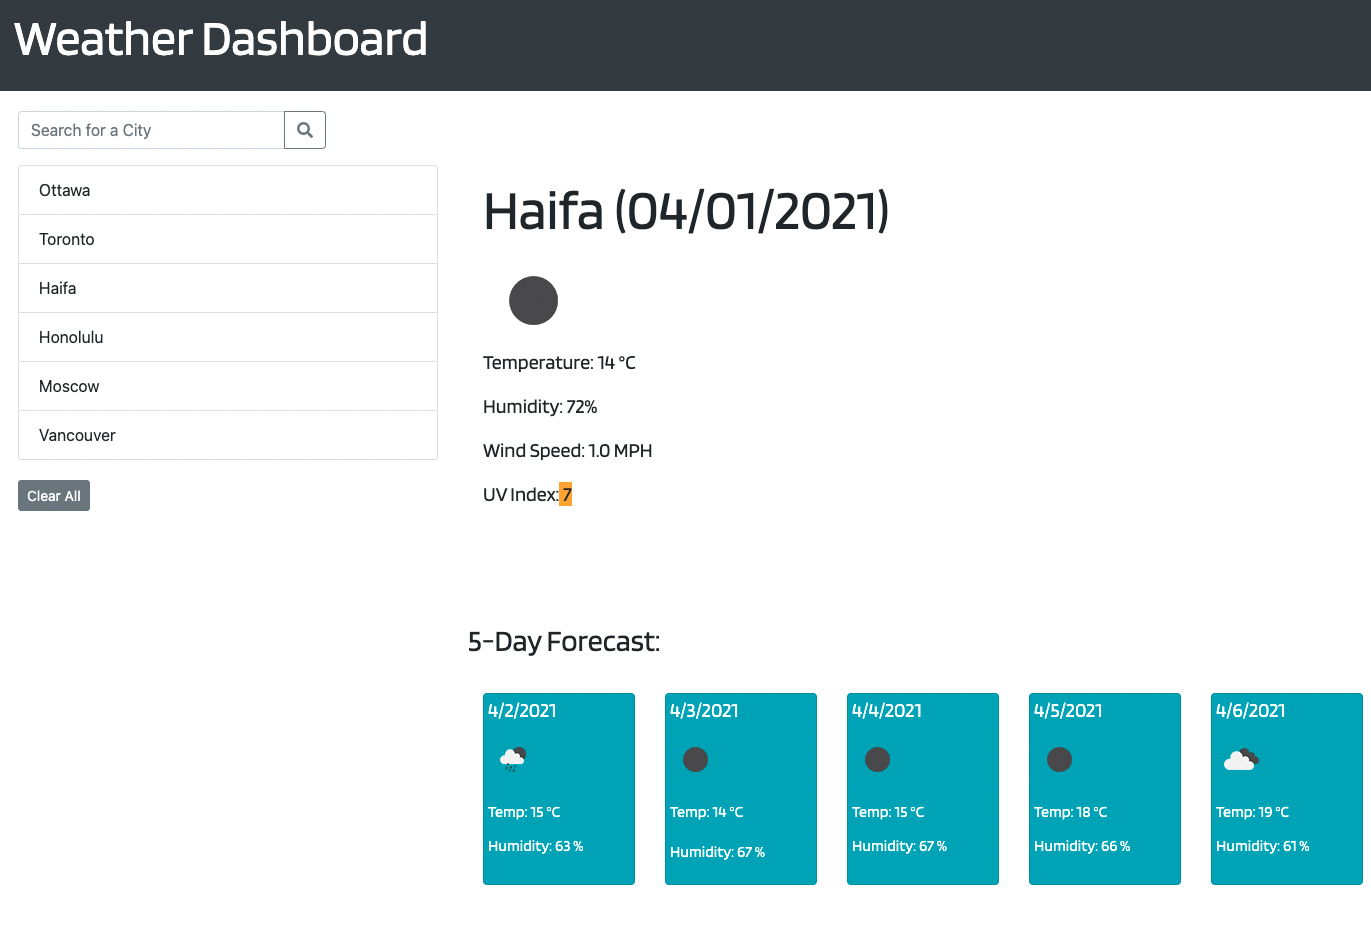 Weather Dashboard
Search for a City
Ottawa
Toronto
Haifa
Honolulu
Moscow
Vancouver
Clear All
Haifa (04/01/2021)
Temperature: 14 °C
Humidity: 72%
Wind Speed: 1.0 MPH
UV Index: 7
5-Day Forecast:
4/2/2021
Temp: 15 °C
Humidity: 63 %
4/3/2021
Temp: 14 °C
Humidity: 67 %
4/4/2021
Temp: 15 °C
Humidity: 67 %
4/5/2021
Temp: 18 °C
Humidity: 66 %
4/6/2021
Temp: 19 °C
Humidity: 61 %